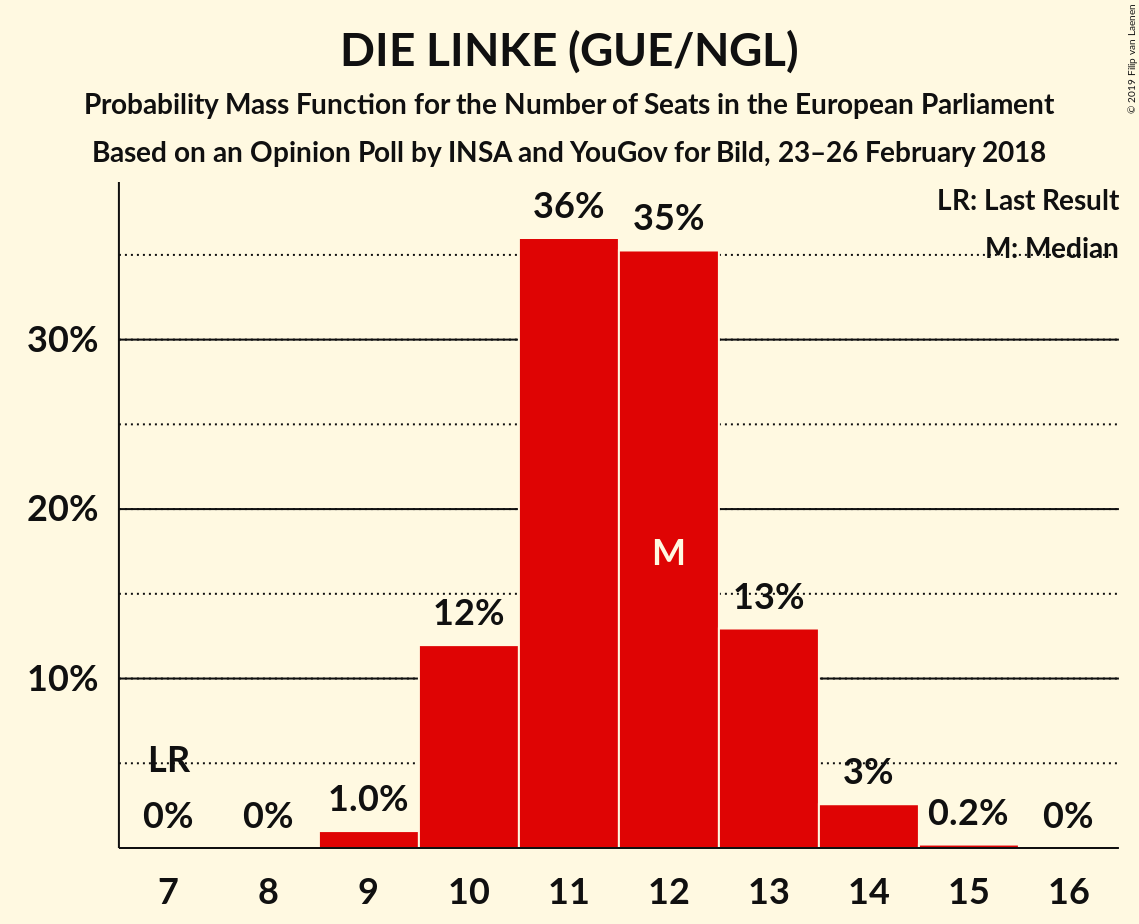 DIE LINKE (GUE/NGL)
Probability Mass Function for the Number of Seats in the European Parliament
Based on an Opinion Poll by INSA and YouGov for Bild, 23–26 February 2018
© 2019 Filip van Laenen
LR: Last Result
M: Median
36%
35%
30%
20%
M
13%
12%
10%
LR
3%
0%
0%
1.0%
0.2%
0%
7
8
9
10
11
12
13
14
15
16